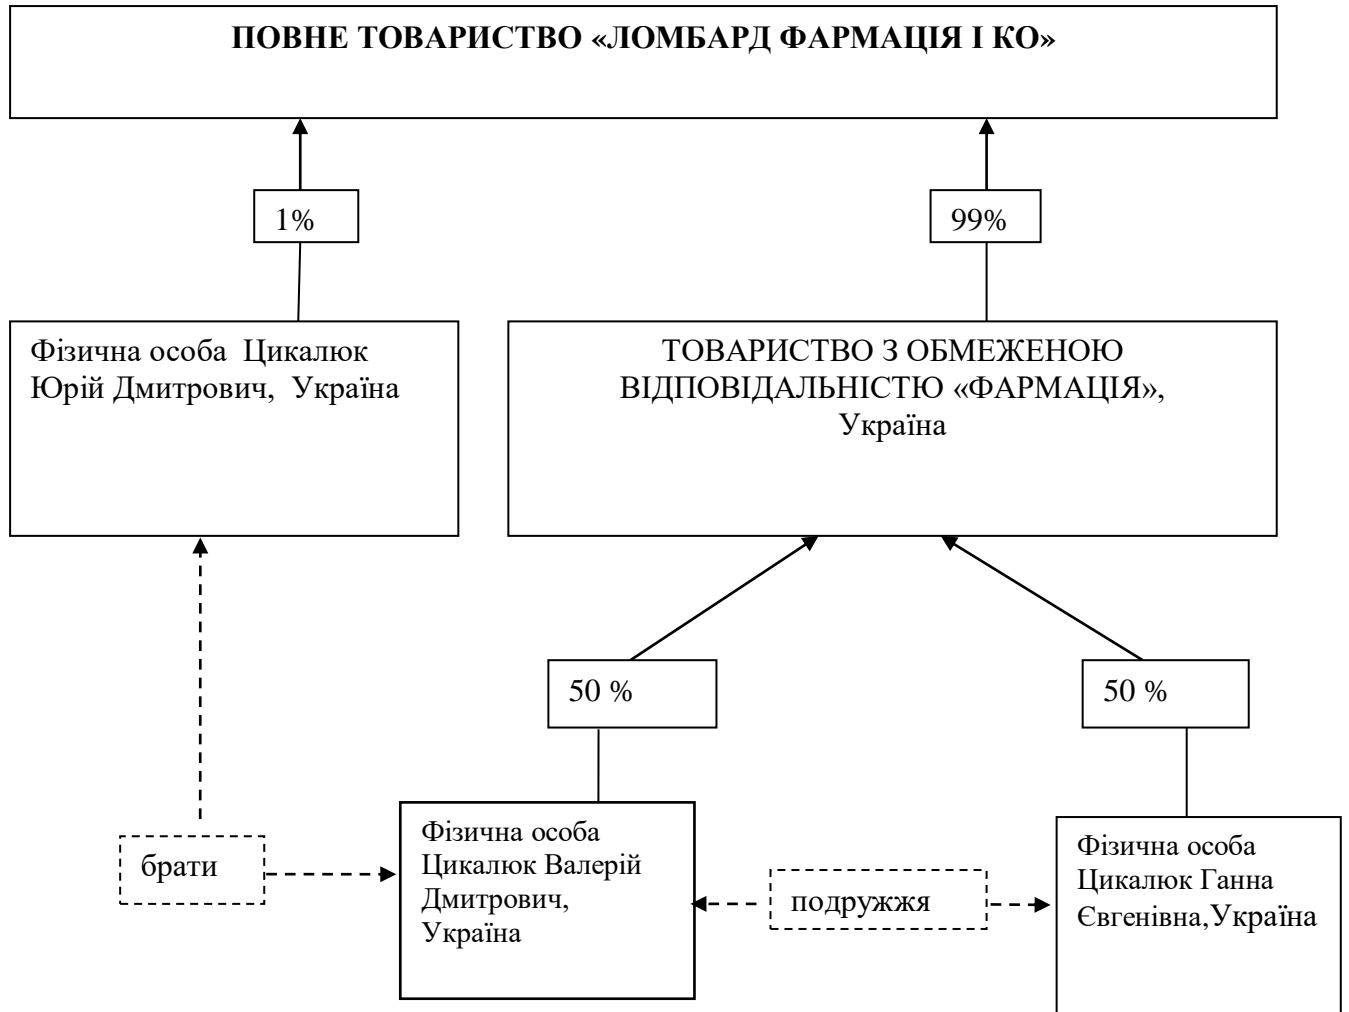 ПОВНЕ ТОВАРИСТВО «ЛОМБАРД ФАРМАЦІЯ І КО»
1%
99%
Фізична особа Цикалюк
Юрій Дмитрович, Україна
ТОВАРИСТВО З ОБМЕЖЕНОЮ
ВІДПОВІДАЛЬНІСТЮ «ФАРМАЦІЯ»,
Україна
50 %
50 %
брати
Фізична особа
Цикалюк Валерій
Дмитрович,
Україна
подружжя
Фізична особа
Цикалюк Ганна
Євгенівна,Україна